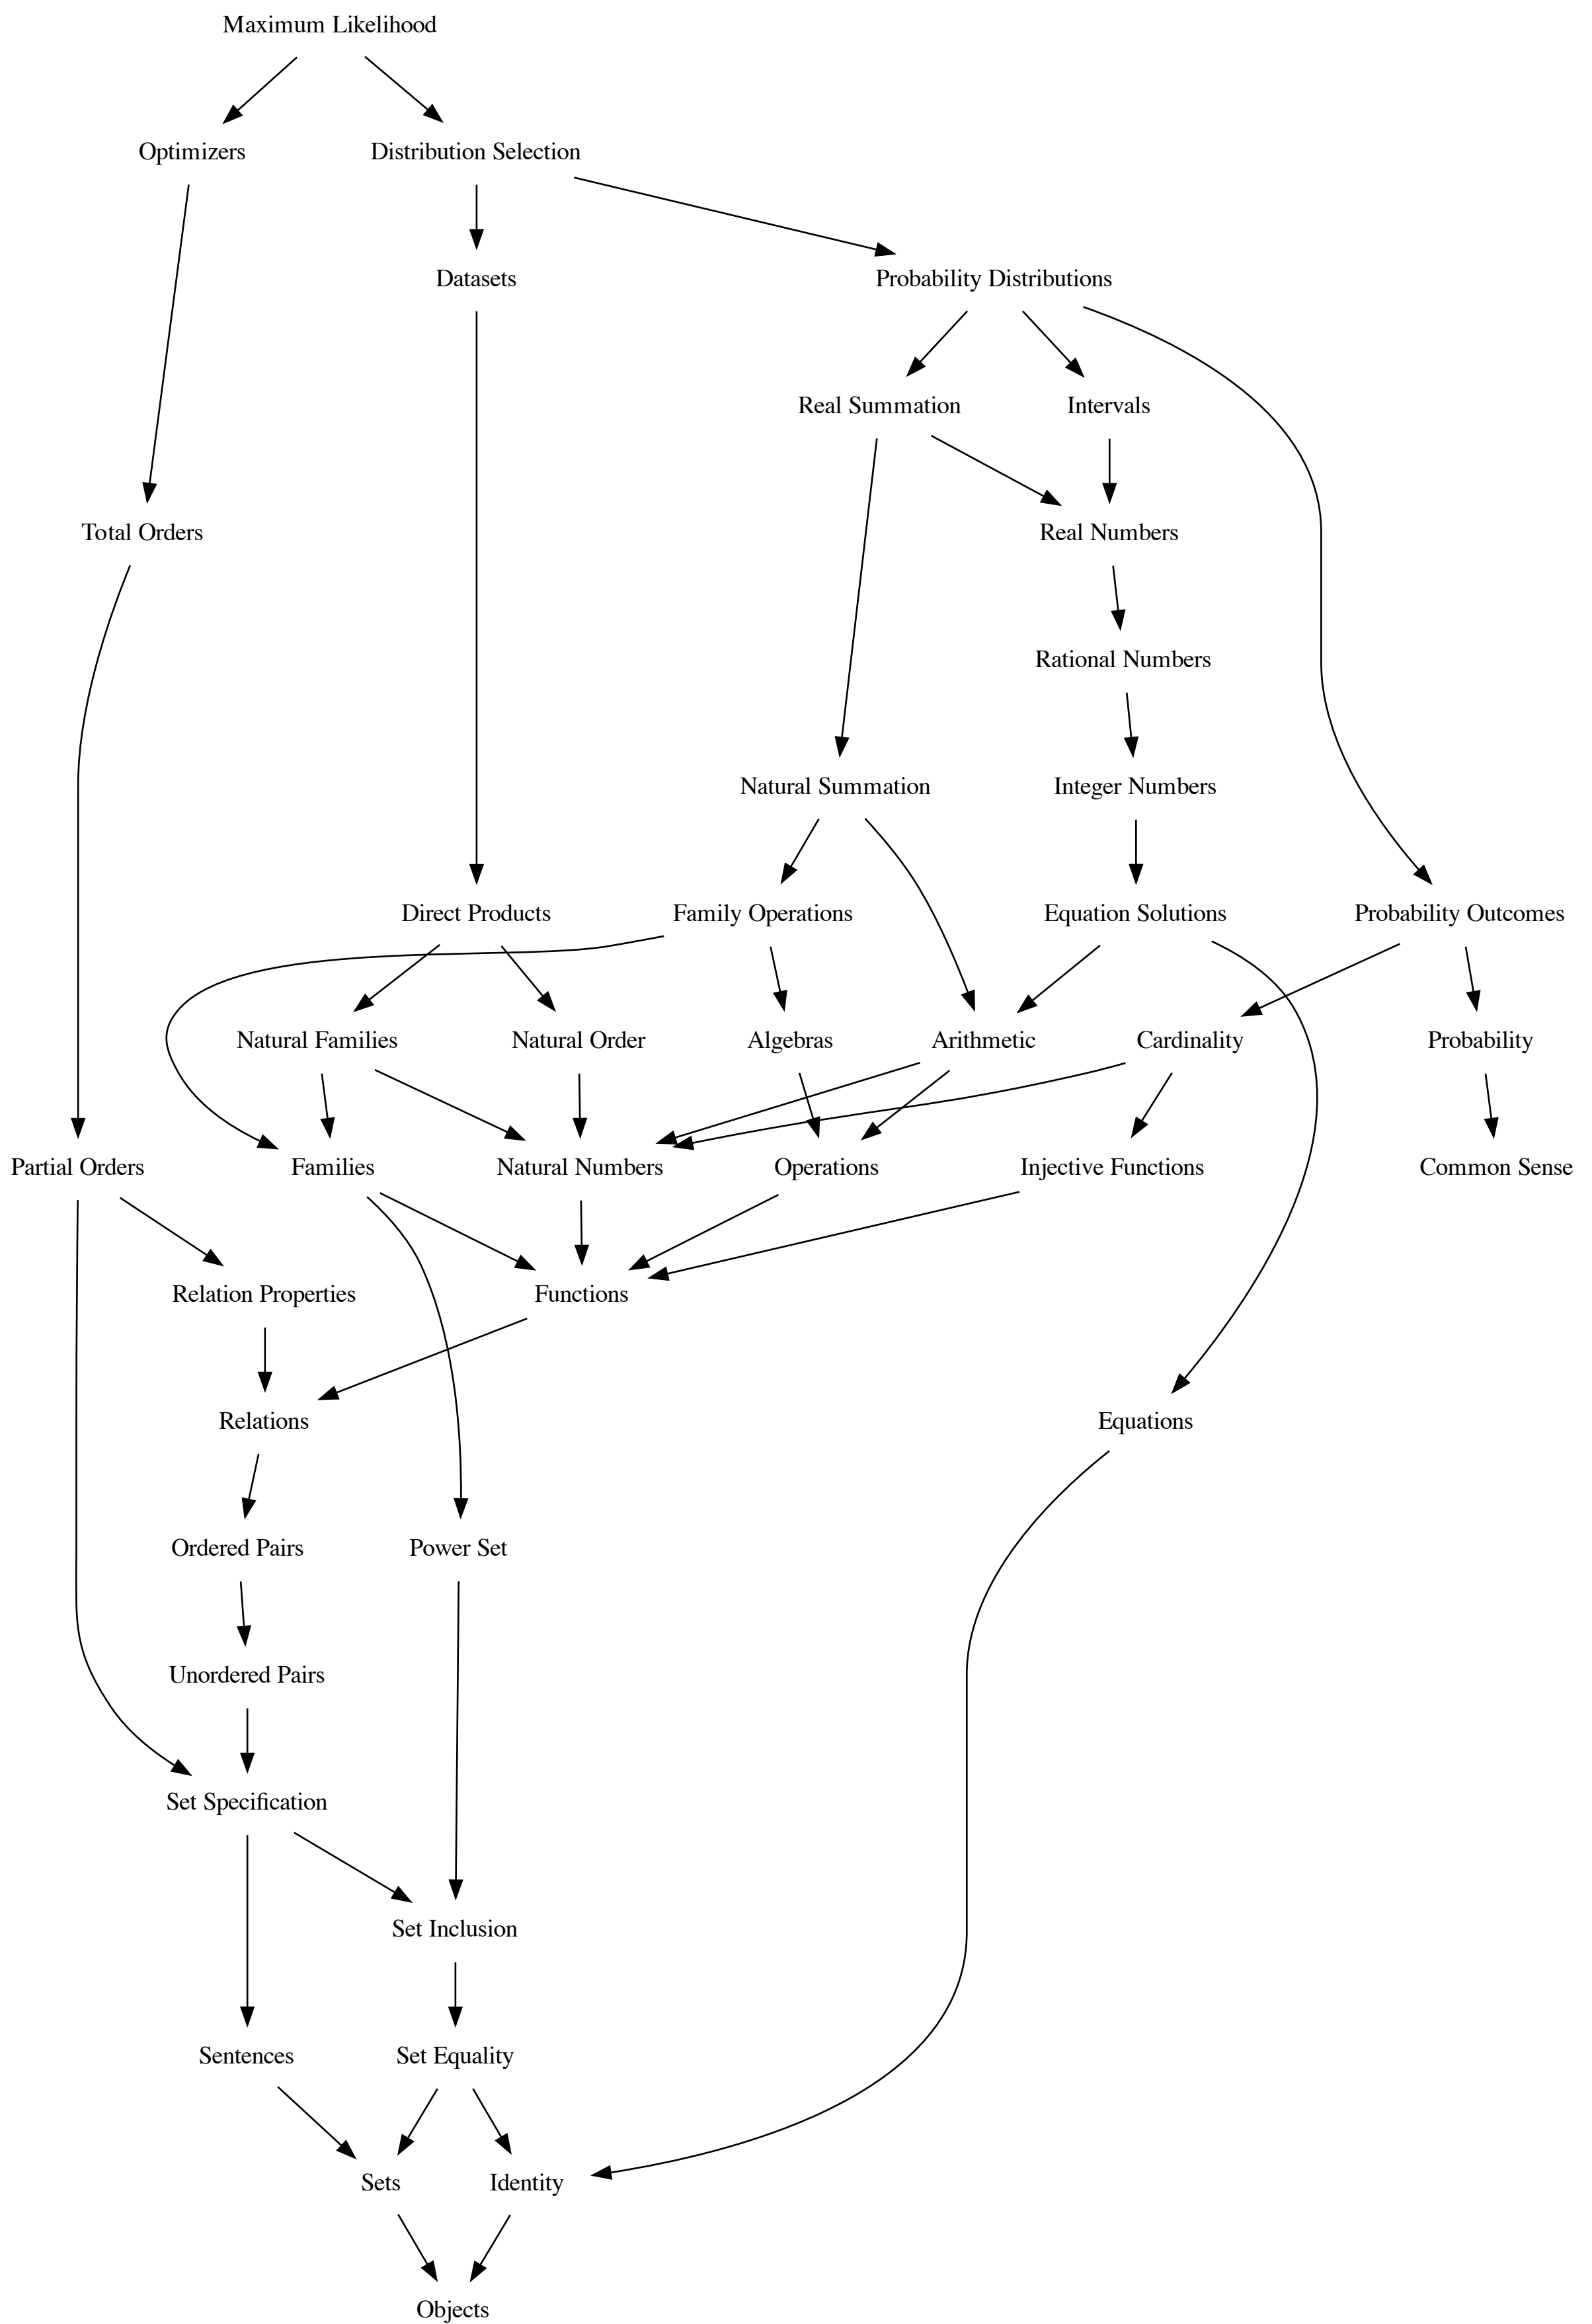 Maximum Likelihood
Optimizers
Distribution Selection
Datasets
Probability Distributions
Real Summation
Intervals
Total Orders
Real Numbers
Rational Numbers
Natural Summation
Integer Numbers
Direct Products
Family Operations
Equation Solutions
Probability Outcomes
Natural Families
Natural Order
Algebras
Arithmetic
Cardinality
Probability
Partial Orders
Families
Natural Numbers
Operations
Injective Functions
Common Sense
Relation Properties
Functions
Relations
Equations
Ordered Pairs
Power Set
Unordered Pairs
Set Specification
Set Inclusion
Sentences
Set Equality
Sets
Identity
Objects